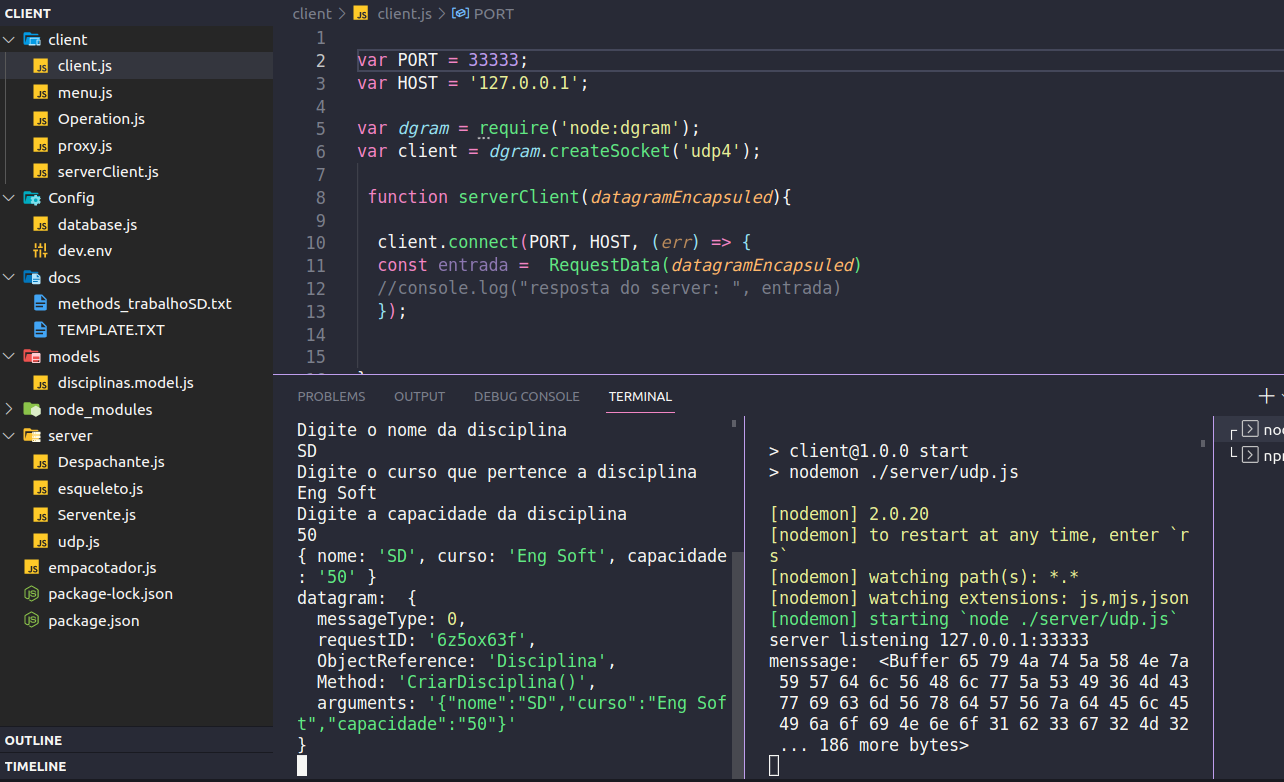 CLIENT
client
client.js
menu.js
Operation.js
proxy.js
serverClient.js
Config
database.js
dev.env
docs
methods_trabalhoSD.txt
TEMPLATE.TXT
models
disciplinas.model.js
node_modules
server
Despachante.js
esqueleto.js
Servente.js
udp.js
empacotador.js
package-lock.json
package.json
OUTLINE
TIMELINE
client > JS client.js > PORT
1
2 var PORT = 33333;
3 var HOST = '127.0.0.1';
4
5 var dgram = require('node:dgram');
6 var client = dgram.createSocket('udp4');
7
8 function serverClient(datagramEncapsuled){
9
10 client.connect(PORT, HOST, (err) => {
11 const entrada =  RequestData(datagramEncapsuled)
12 //console.log("resposta do server: ", entrada)
13 });
14
15
PROBLEMS OUTPUT DEBUG CONSOLE TERMINAL
Digite o nome da disciplina
SD
Digite o curso que pertence a disciplina
Eng Soft
Digite a capacidade da disciplina
50
{ nome: 'SD', curso: 'Eng Soft', capacidade
: '50' }
datagram:  {
messageType: 0,
requestID: '6z5ox63f',
ObjectReference: 'Disciplina',
Method: 'CriarDisciplina()',
arguments: '{"nome":"SD","curso":"Eng Sof
t","capacidade":"50"}'
}
> client@1.0.0 start
> nodemon ./server/udp.js
[nodemon] 2.0.20
[nodemon] to restart at any time, enter `r
s`
[nodemon] watching path(s): *.*
[nodemon] watching extensions: js,mjs,json
[nodemon] starting `node ./server/udp.js`
server listening 127.0.0.1:33333
menssage:  <Buffer 65 79 4a 74 5a 58 4e 7a
59 57 64 6c 56 48 6c 77 5a 53 49 36 4d 43
77 69 63 6d 56 78 64 57 56 7a 64 45 6c 45
49 6a 6f 69 4e 6e 6f 31 62 33 67 32 4d 32
... 186 more bytes>